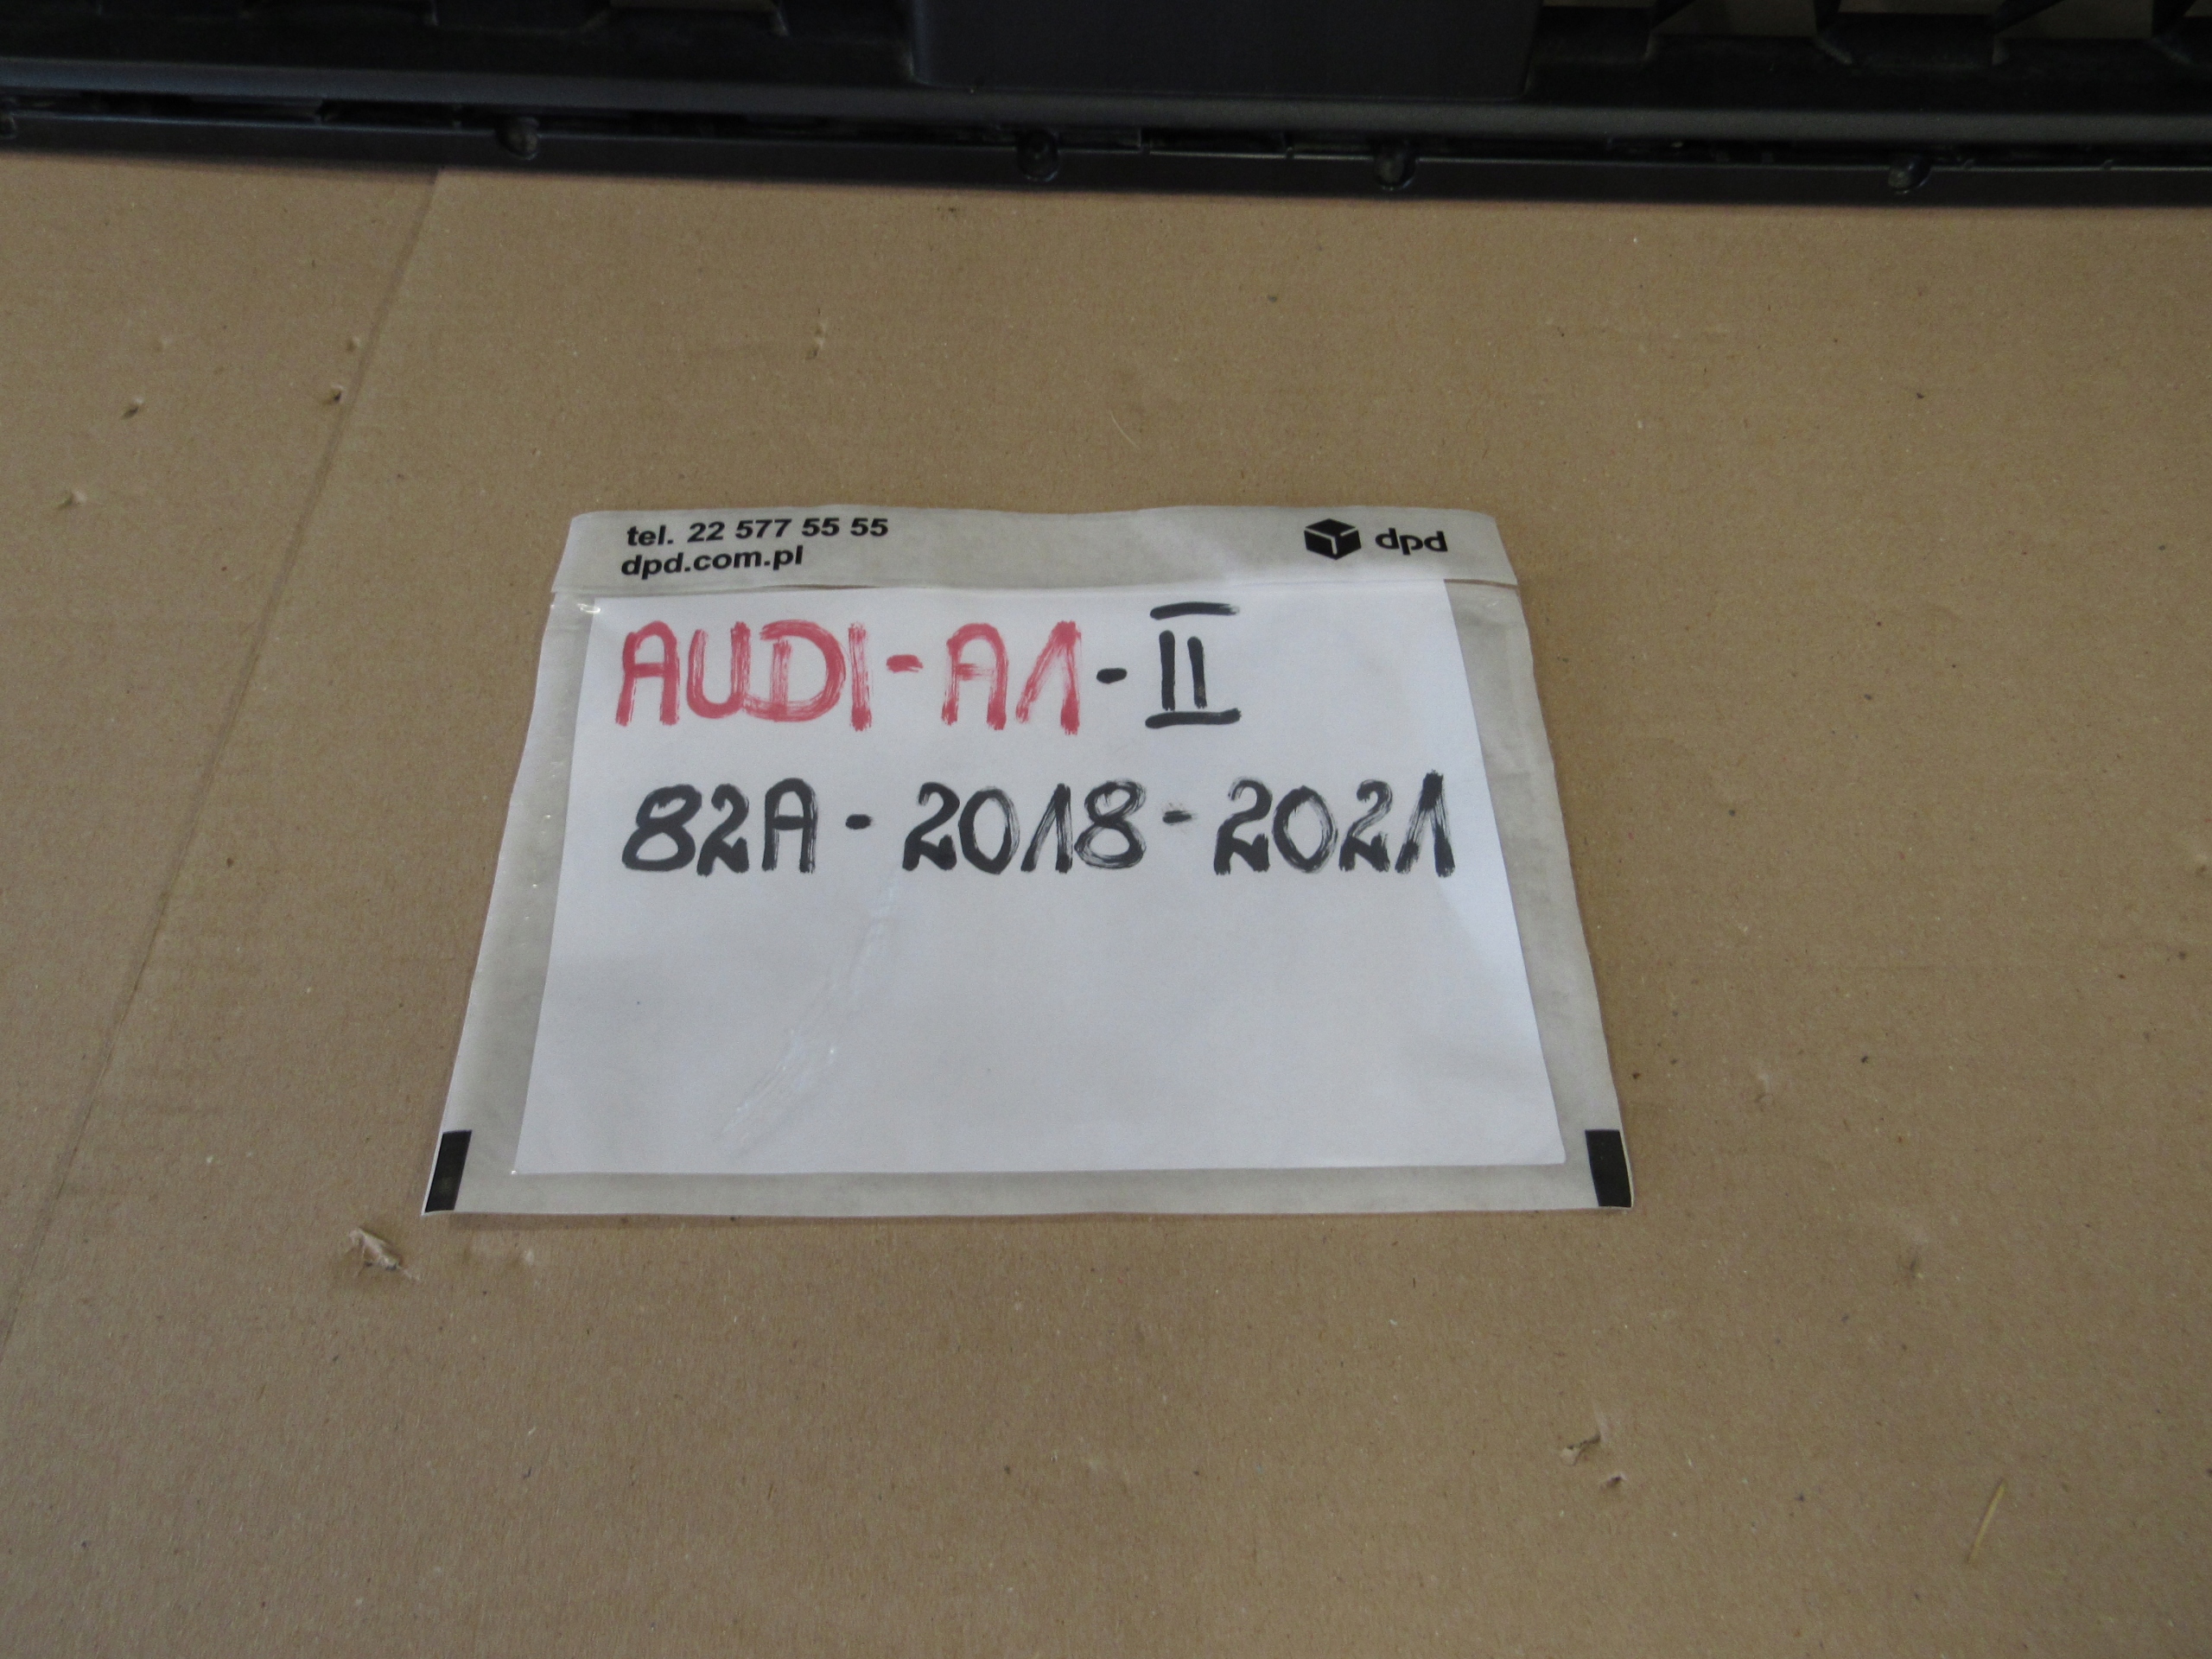 tel. 22 577 55 55
dpd.com.pl
dpd
AUDI-A1-II
82A-2018-2021